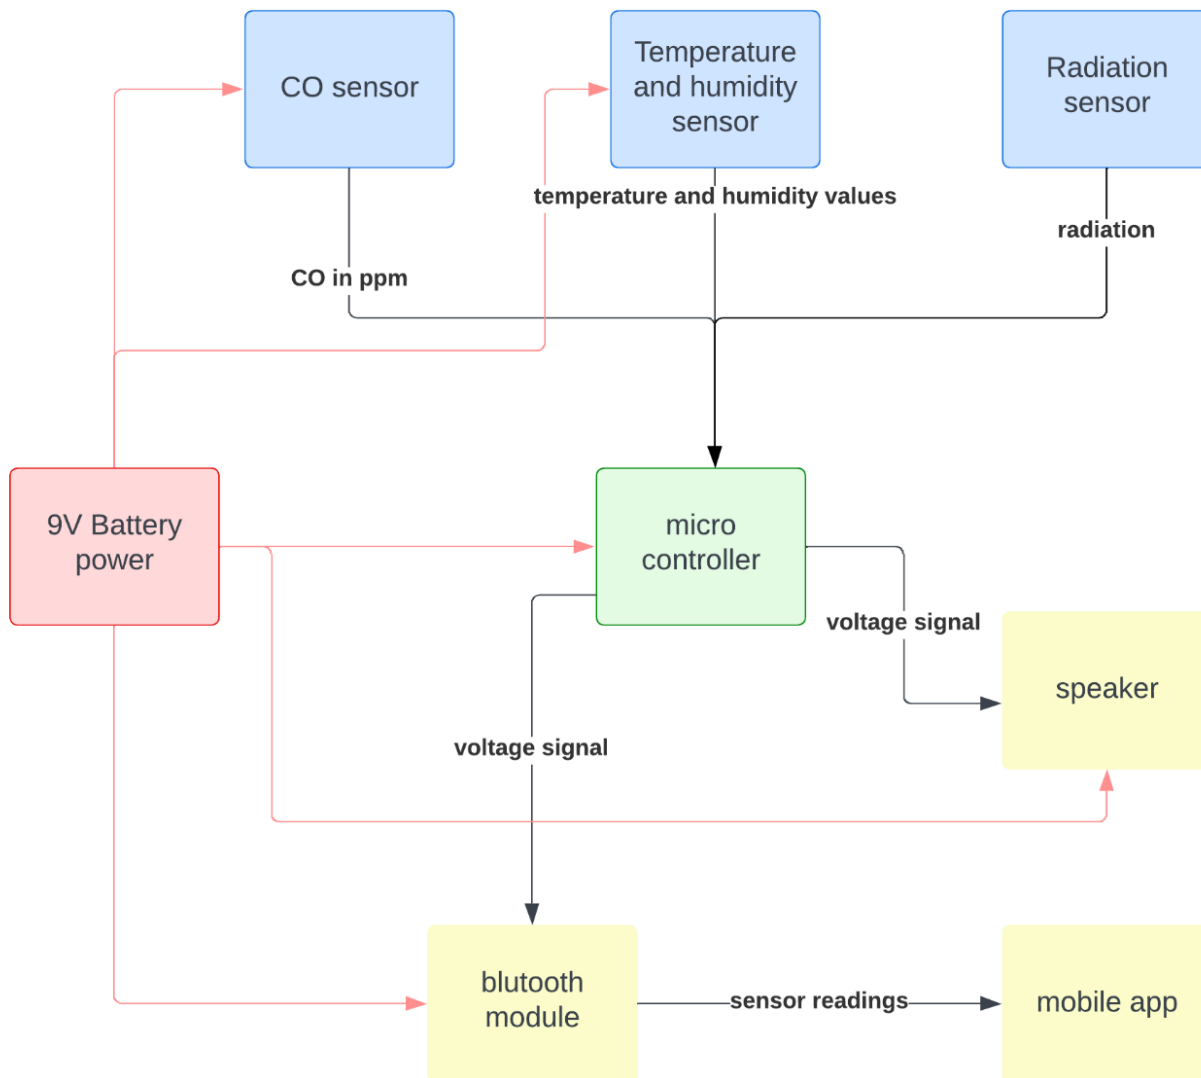 CO sensor
Temperature
and humidity
sensor
Radiation
sensor
temperature and humidity values
radiation
CO in ppm
9V Battery
power
micro
controller
voltage signal
speaker
voltage signal
blutooth
module
sensor readings
mobile app